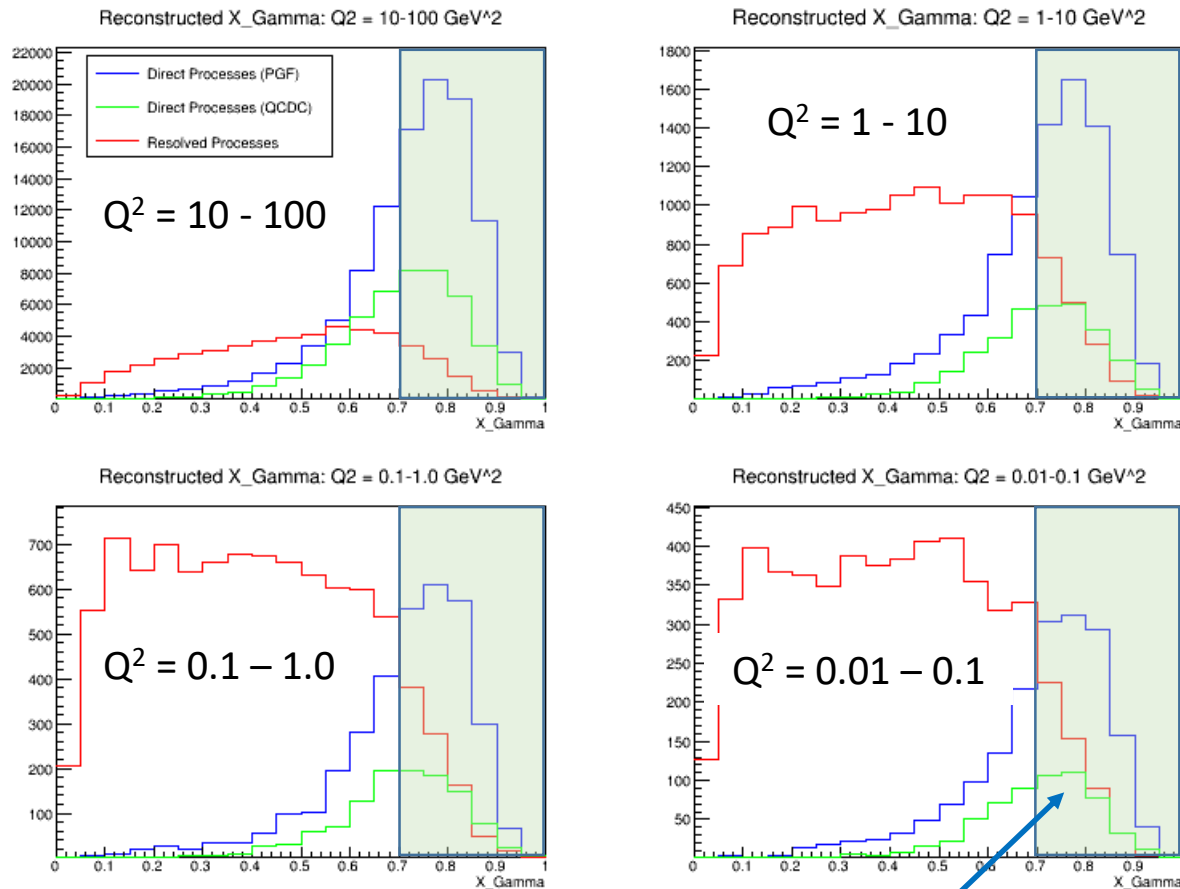 Reconstructed X_Gamma: Q2 = 10-100 GeV^2
22000
20000
18000
16000
14000
12000
10000
8000
6000
4000
2000
Direct Processes (PGF)
Direct Processes (QCDC)
Resolved Processes
Q² = 10 - 100
0 0.1 0.2 0.3 0.4 0.5 0.6 0.7 0.8 0.9 1
X_Gamma
Reconstructed X_Gamma: Q2 = 1-10 GeV^2
1800
1600
1400
1200
1000
800
600
400
200
Q² = 1 - 10
0 0.1 0.2 0.3 0.4 0.5 0.6 0.7 0.8 0.9
X_Gamma
Reconstructed X_Gamma: Q2 = 0.1-1.0 GeV^2
700
600
500
400
300
200
100
Q² = 0.1 – 1.0
0 0.1 0.2 0.3 0.4 0.5 0.6 0.7 0.8 0.9 1
X_Gamma
Reconstructed X_Gamma: Q2 = 0.01-0.1 GeV^2
450
400
350
300
250
200
150
100
50
Q² = 0.01 – 0.1
0 0.1 0.2 0.3 0.4 0.5 0.6 0.7 0.8 0.9
X_Gamma